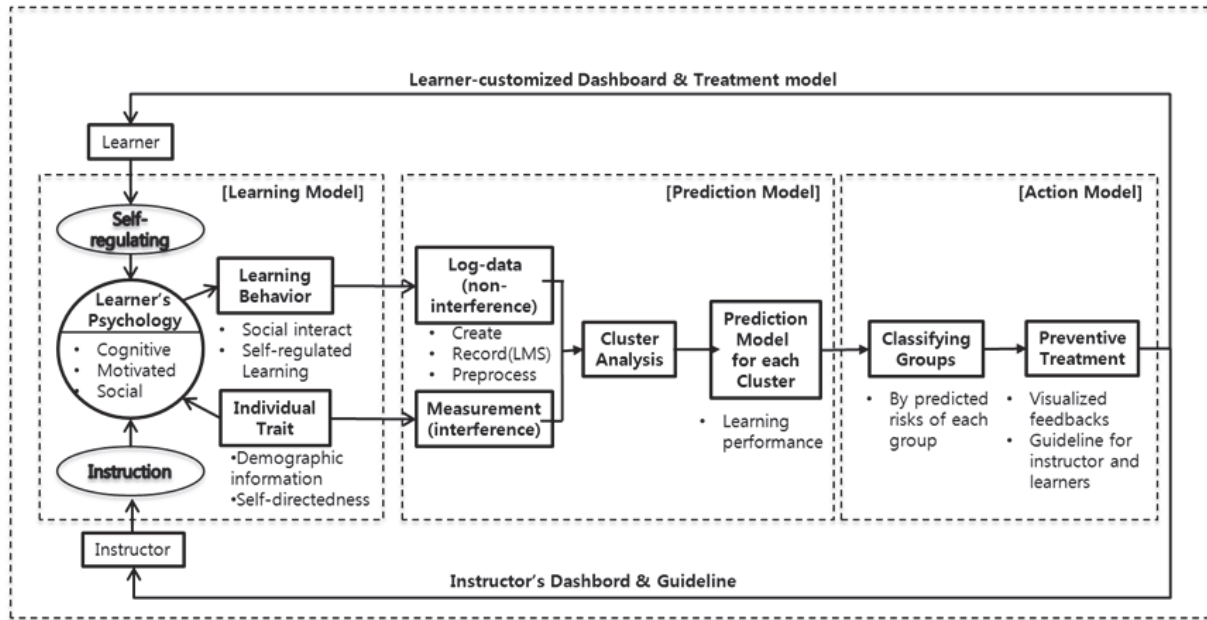 Learner-customized Dashboard & Treatment model
Learner
[Learning Model]
Self-
regulating
Learner's
Psychology
• Cognitive
• Motivated
• Social
Instruction
Instructor
Learning
Behavior
• Social interact
• Self-regulated
Learning
Individual
Trait
•Demographic
information
•Self-directedness
[Prediction Model]
Log-data
(non-
interference)
• Create
• Record(LMS)
• Preprocess
Measurement
(interference)
Cluster
Analysis
Prediction
Model
for each
Cluster
• Learning
performance
[Action Model]
Classifying
Groups
• By predicted
risks of each
group
Preventive
Treatment
• Visualized
feedbacks
• Guideline for
instructor and
learners
Instructor's Dashbord & Guideline